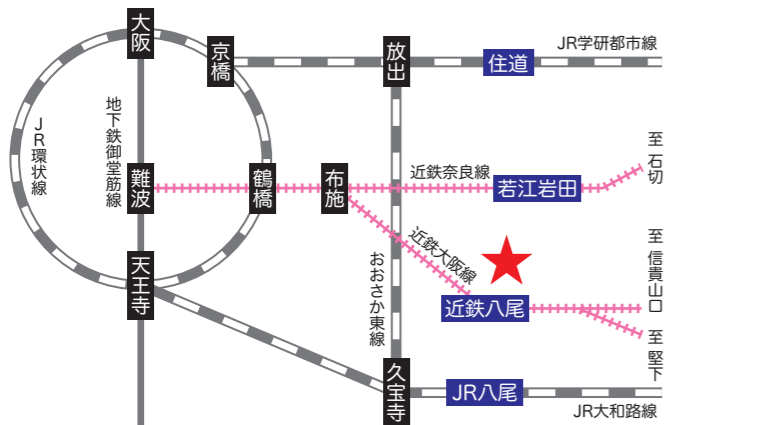 大阪
京橋
放出
住道
JR学研都市線
JR環状線
地下鉄御堂筋線
難波
鶴橋
布施
近鉄奈良線
若江岩田
至 石切
天王寺
おおさか東線
近鉄大阪線
近鉄八尾
至 信貴山口
至 堅下
久宝寺
JR八尾
JR大和路線